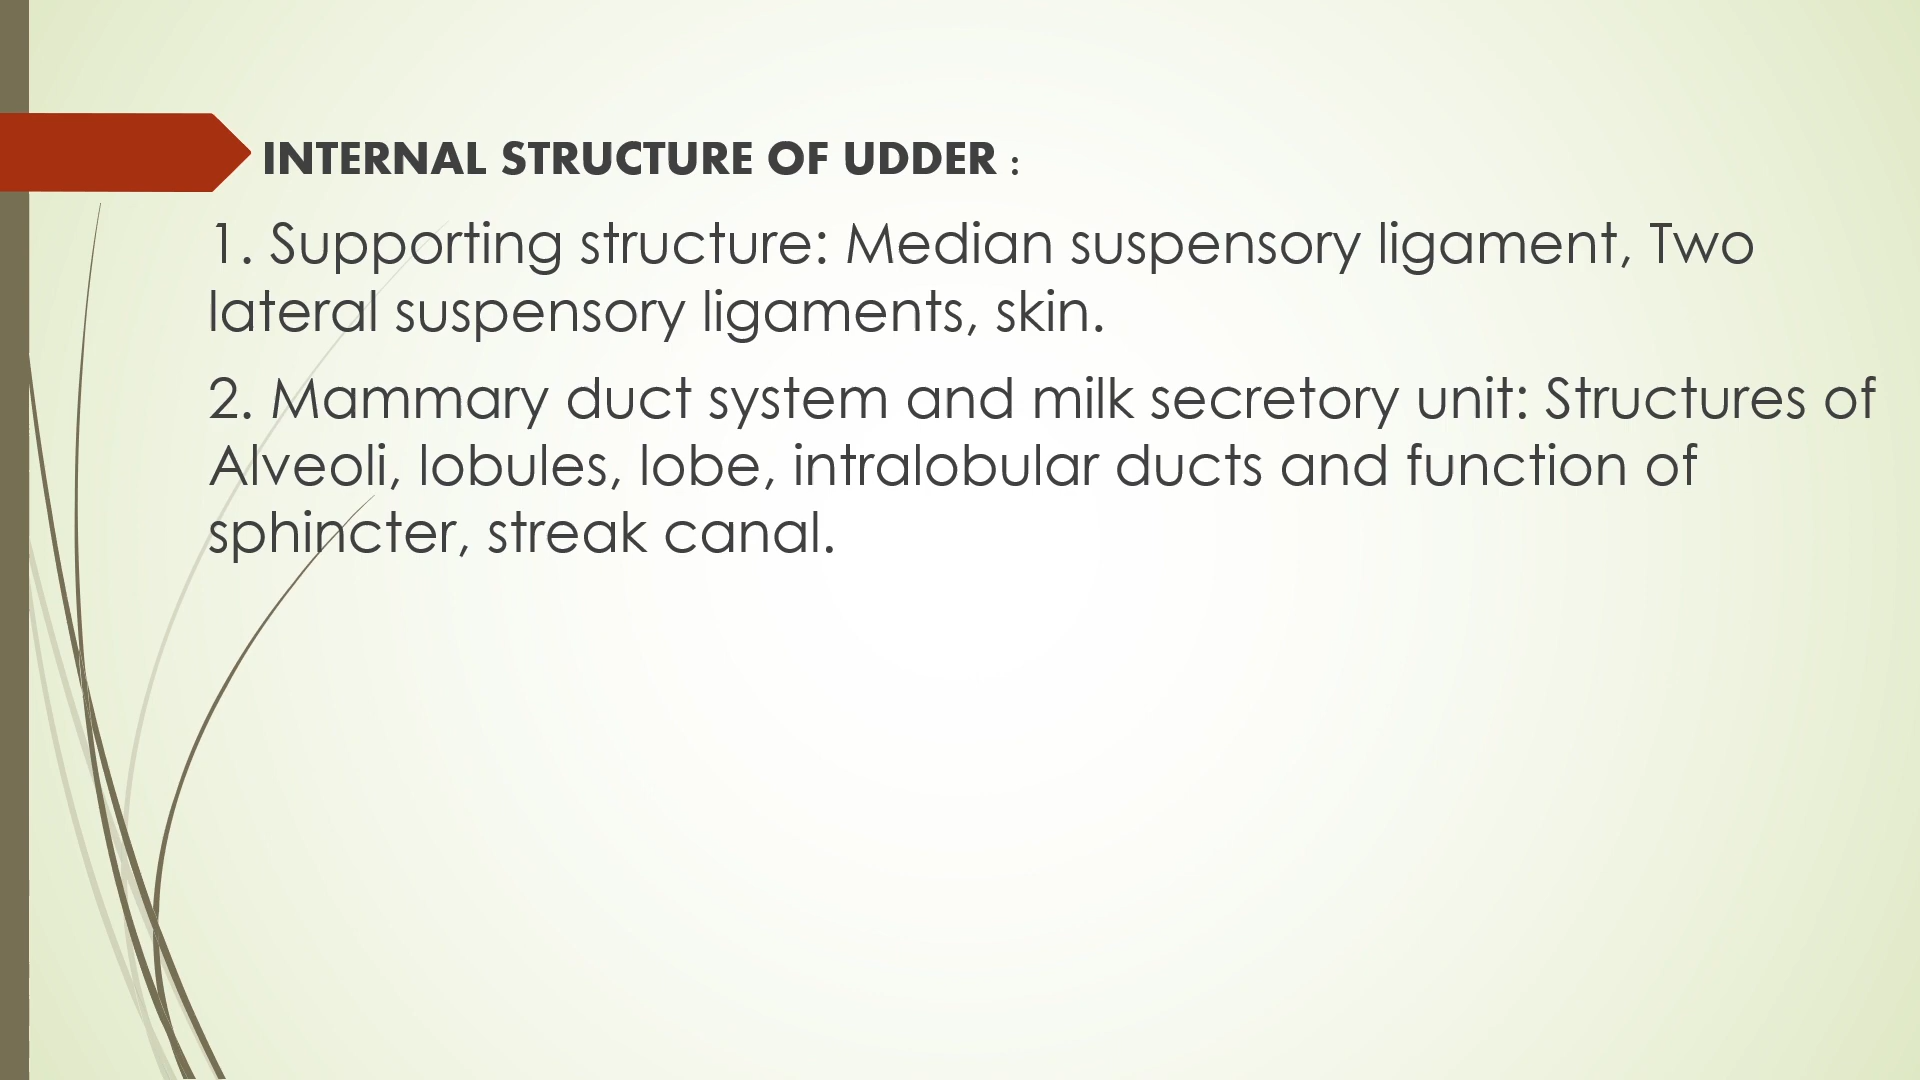 INTERNAL STRUCTURE OF UDDER :
1. Supporting structure: Median suspensory ligament, Two
lateral suspensory ligaments, skin.
2. Mammary duct system and milk secretory unit: Structures of
Alveoli, lobules, lobe, intralobular ducts and function of
sphincter, streak canal.